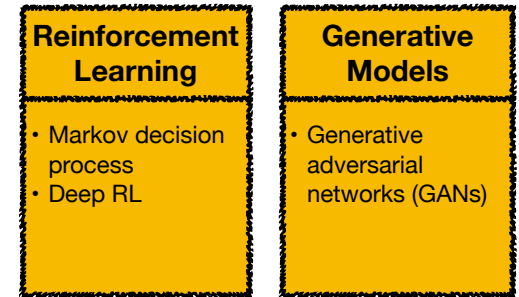 Reinforcement
Learning
• Markov decision
process
• Deep RL
Generative
Models
• Generative
adversarial
networks (GANs)